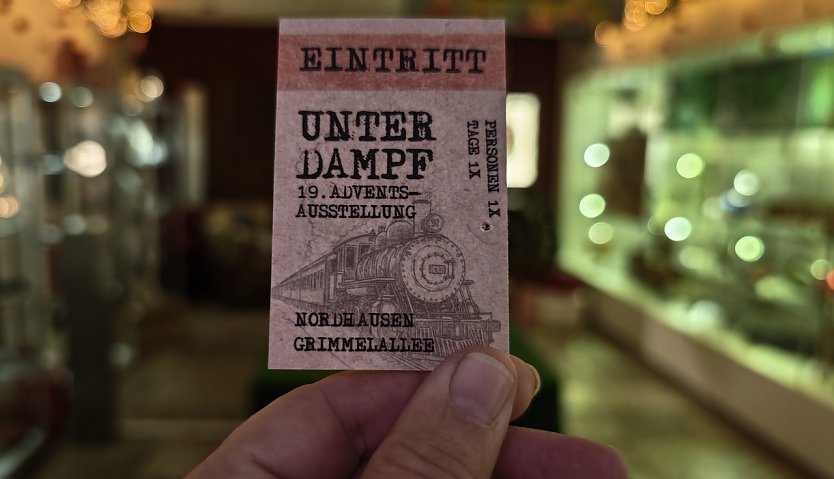 EINTRITT
UNTER
DAMPF
19. ADVENTS-
AUSSTELLUNG
PERSONEN 1X
TAGE 1X
NORDHAUSEN
GRIMMELALLEE